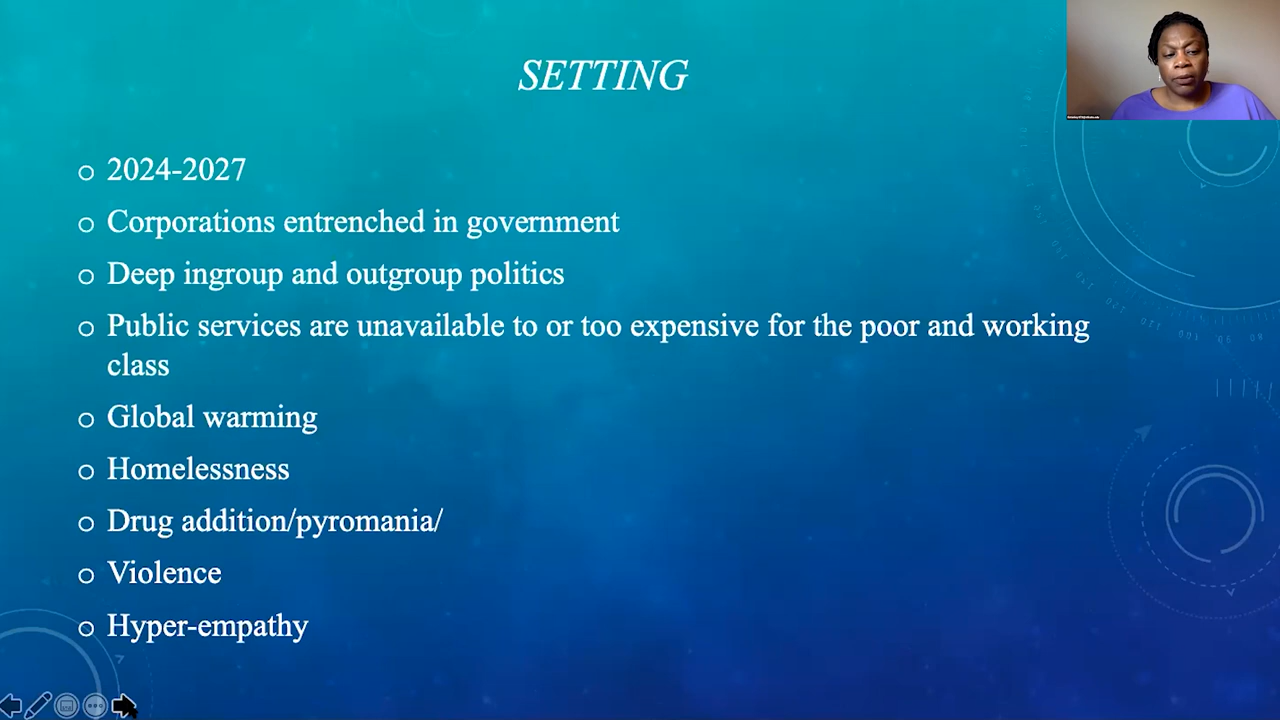 SETTING
2024-2027
Corporations entrenched in government
Deep ingroup and outgroup politics
Public services are unavailable to or too expensive for the poor and working
class
Global warming
Homelessness
Drug addition/pyromania/
Violence
Hyper-empathy